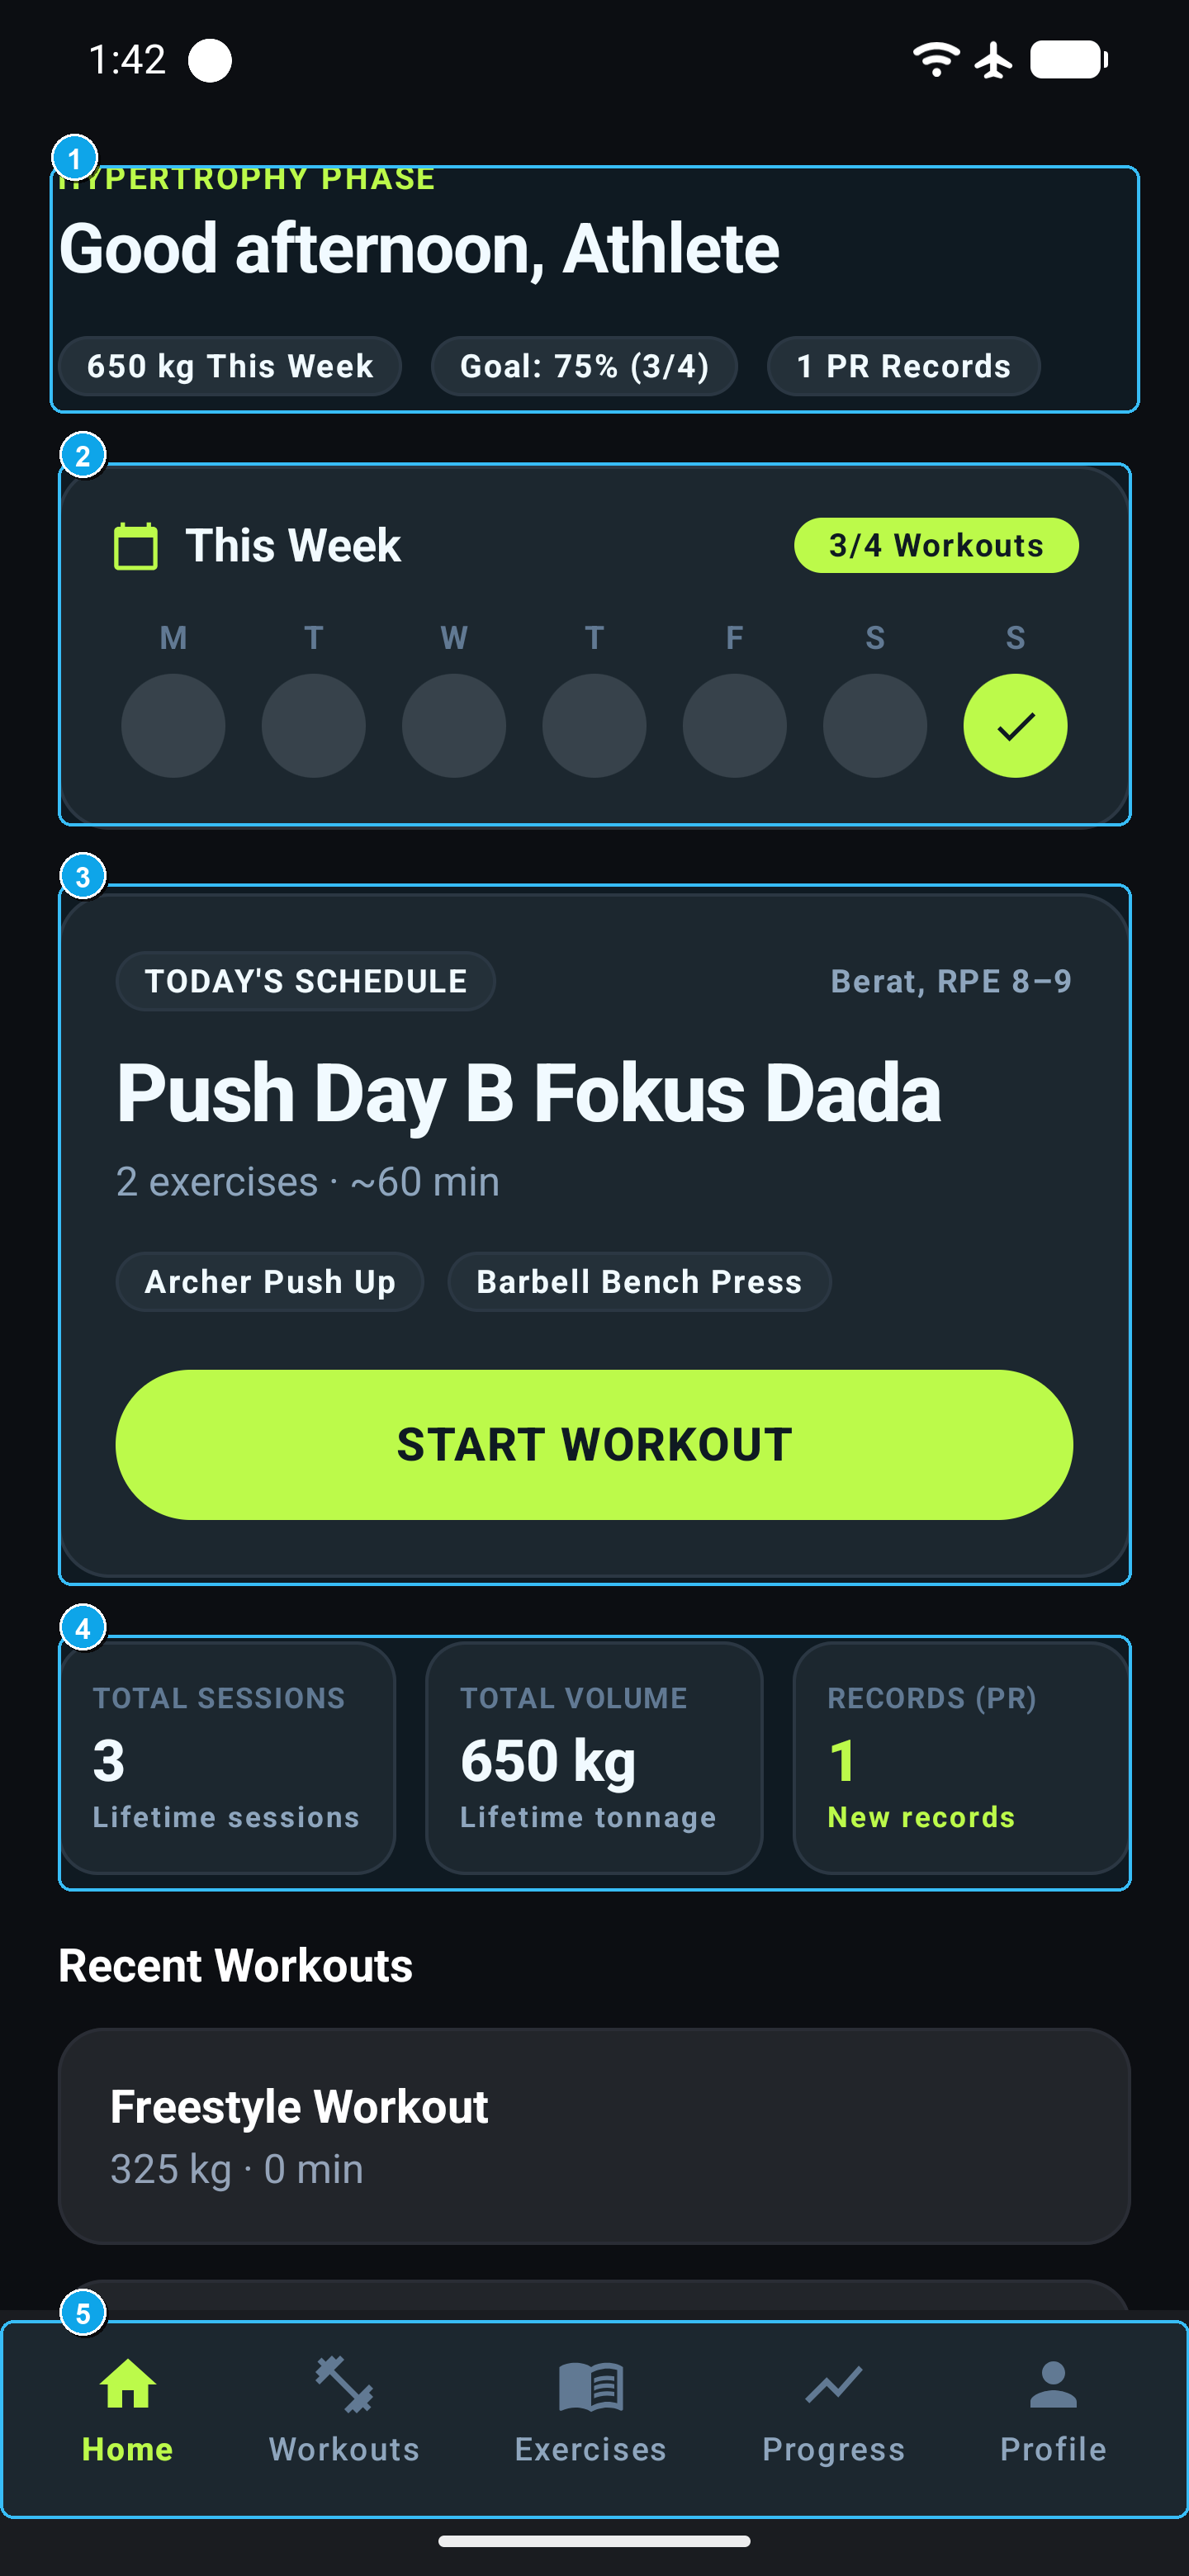 1:42
1
HYPERTROPHY PHASE
Good afternoon, Athlete
650 kg This Week
Goal: 75% (3/4)
1 PR Records
2
This Week
3/4 Workouts
M T W T F S S
3
TODAY'S SCHEDULE
Berat, RPE 8–9
Push Day B Fokus Dada
2 exercises · ~60 min
Archer Push Up
Barbell Bench Press
START WORKOUT
4
TOTAL SESSIONS
3
Lifetime sessions
TOTAL VOLUME
650 kg
Lifetime tonnage
RECORDS (PR)
1
New records
Recent Workouts
Freestyle Workout
325 kg · 0 min
5
Home
Workouts
Exercises
Progress
Profile